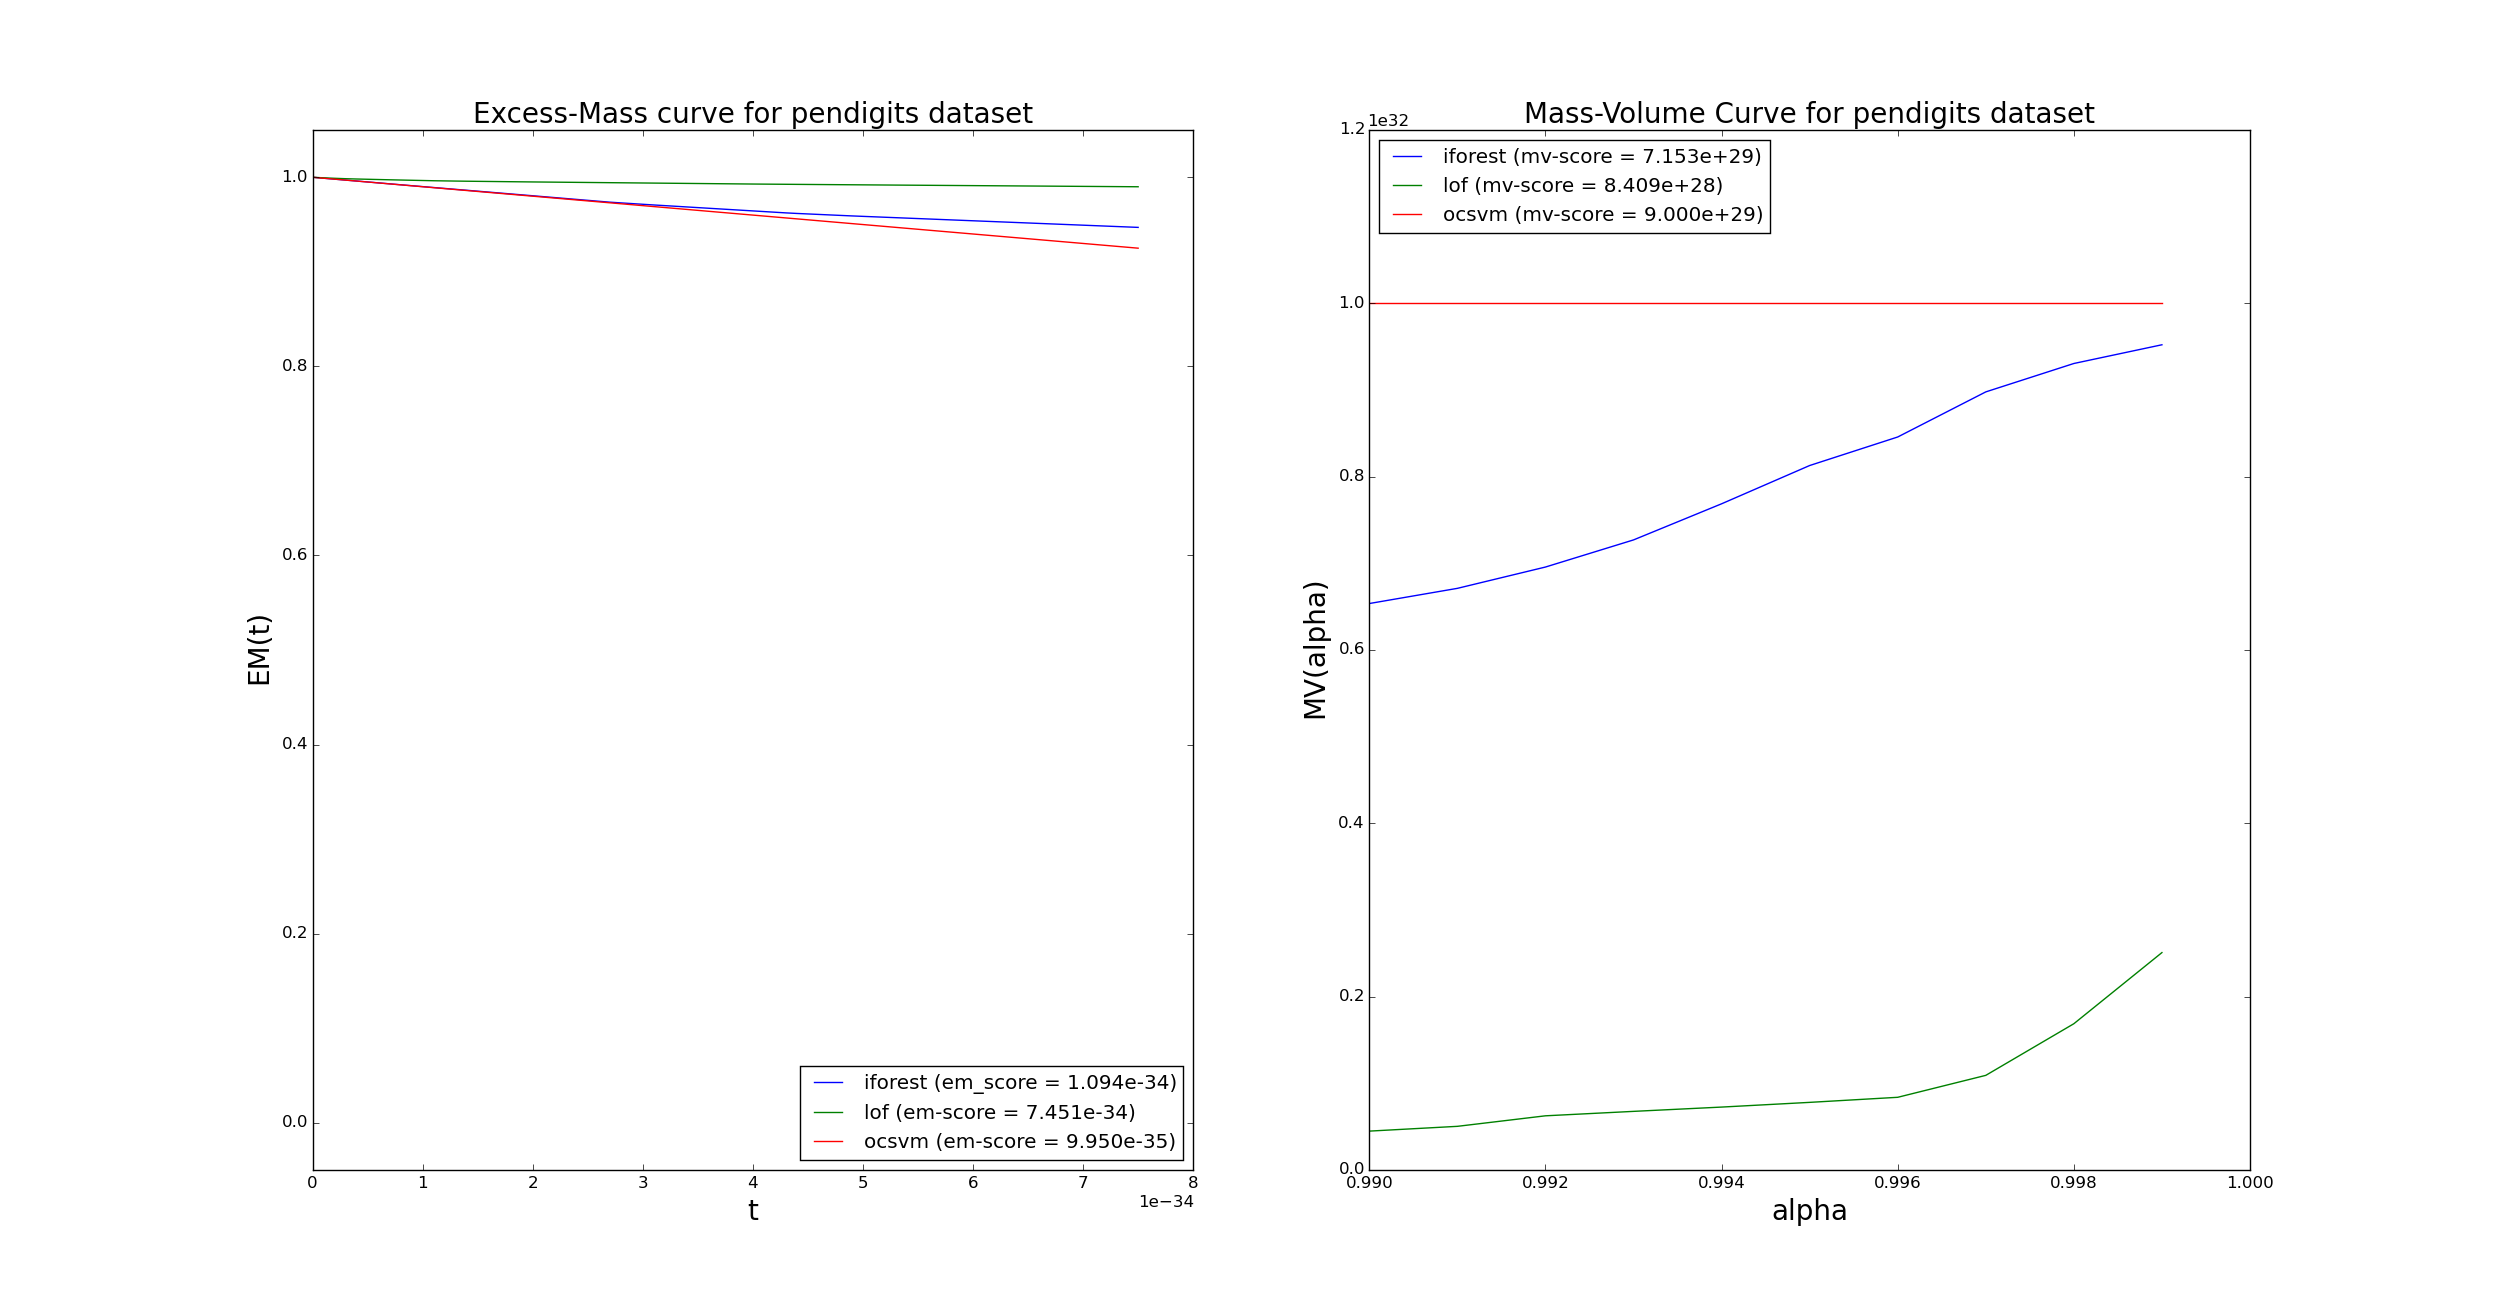 Excess-Mass curve for pendigits dataset
1.0
0.8
0.6
0.4
0.2
0.0
EM(t)
iforest (em_score = 1.094e-34)
lof (em-score = 7.451e-34)
ocsvm (em-score = 9.950e-35)
0 1 2 3 4 5 6 7 8
1e−34
t
Mass-Volume Curve for pendigits dataset
1e32
1.2
1.0
0.8
0.6
0.4
0.2
0.0
MV(alpha)
iforest (mv-score = 7.153e+29)
lof (mv-score = 8.409e+28)
ocsvm (mv-score = 9.000e+29)
0.990 0.992 0.994 0.996 0.998 1.000
alpha